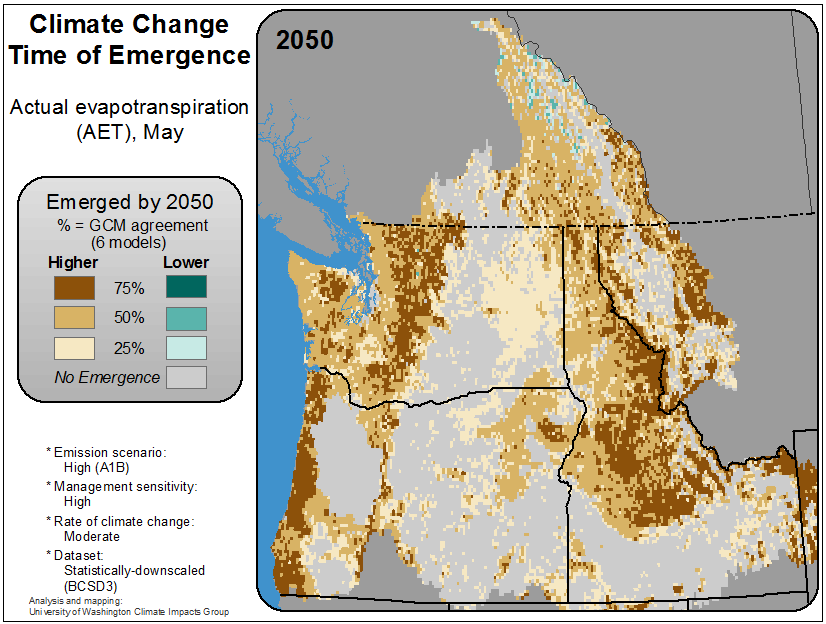 Climate Change
Time of Emergence
Actual evapotranspiration
(AET), May
Emerged by 2050
% = GCM agreement
(6 models)
Higher Lower
75%
50%
25%
No Emergence
* Emission scenario:
High (A1B)
* Management sensitivity:
High
* Rate of climate change:
Moderate
* Dataset:
Statistically-downscaled
(BCSD3)
Analysis and mapping:
University of Washington Climate Impacts Group
2050